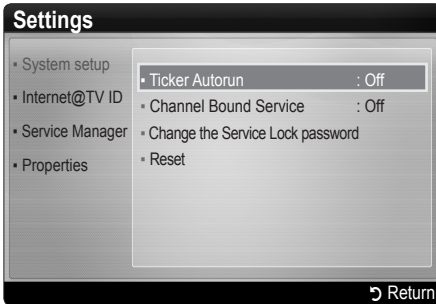 Settings
▪ System setup
▪ Internet@TV ID
▪ Service Manager
▪ Properties
▪ Ticker Autorun : Off
▪ Channel Bound Service : Off
▪ Change the Service Lock password
▪ Reset
Return